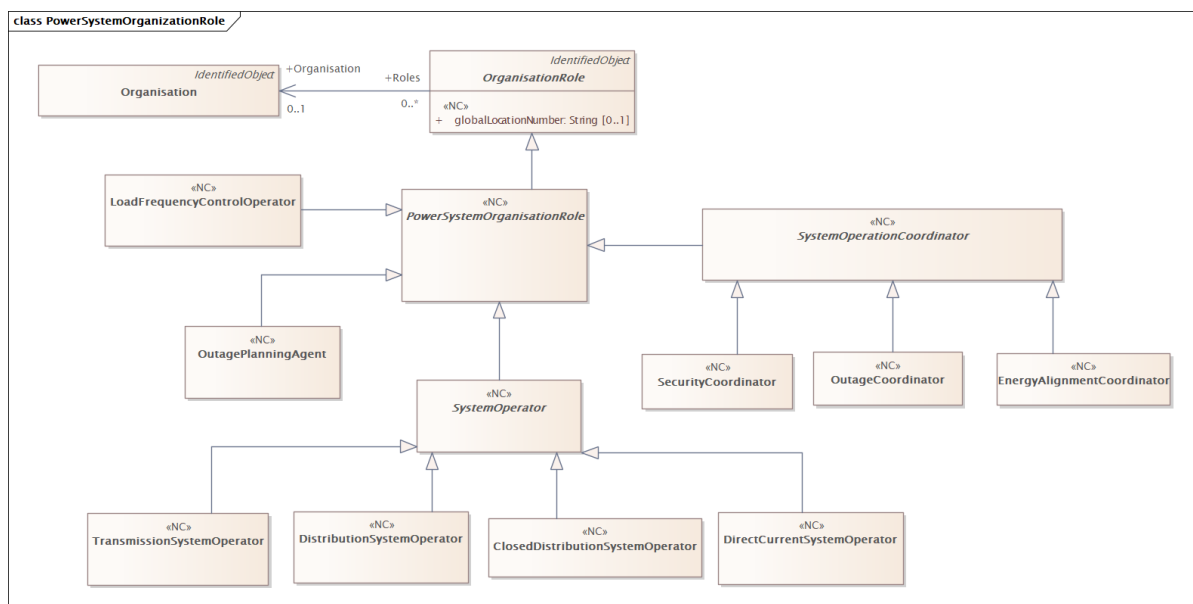 class PowerSystemOrganizationRole
IdentifiedObject
Organisation
+Organisation
0..1
+Roles
0..*
IdentifiedObject
OrganisationRole
«NC»
+ globalLocationNumber: String [0..1]
«NC»
LoadFrequencyControlOperator
«NC»
PowerSystemOrganisationRole
«NC»
SystemOperationCoordinator
«NC»
OutagePlanningAgent
«NC»
SecurityCoordinator
«NC»
OutageCoordinator
«NC»
EnergyAlignmentCoordinator
«NC»
SystemOperator
«NC»
TransmissionSystemOperator
«NC»
DistributionSystemOperator
«NC»
ClosedDistributionSystemOperator
«NC»
DirectCurrentSystemOperator